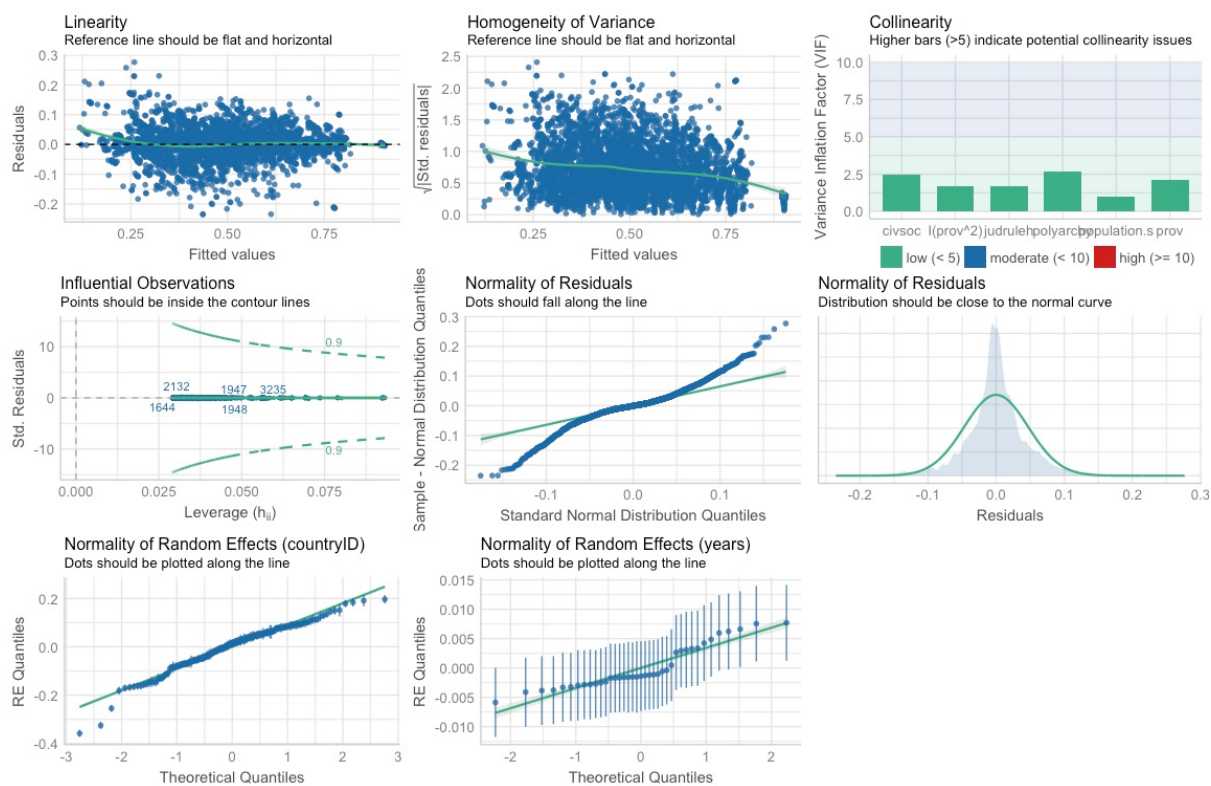 Linearity
Reference line should be flat and horizontal
Residuals
0.3
0.2
0.1
0.0
-0.1
-0.2
0.25
0.50
0.75
Fitted values
Homogeneity of Variance
Reference line should be flat and horizontal
√|Std. residuals|
2.5
2.0
1.5
1.0
0.5
0.0
0.25
0.50
0.75
Fitted values
Collinearity
Higher bars (>5) indicate potential collinearity issues
Variance Inflation Factor (VIF)
10.0
7.5
5.0
2.5
0.0
civsoc I(prov^2) judruleh polyarchy population.s prov
low (< 5) moderate (< 10) high (>= 10)
Influential Observations
Points should be inside the contour lines
Std. Residuals
10
0
-10
0.9
2132 1947 3235
1644 1948
0.9
0.000
0.025
0.050
0.075
Leverage (hii)
Normality of Residuals
Dots should fall along the line
Sample - Normal Distribution Quantiles
0.3
0.2
0.1
0.0
-0.1
-0.2
-0.1
0.0
0.1
Standard Normal Distribution Quantiles
Normality of Residuals
Distribution should be close to the normal curve
-0.2
-0.1
0.0
0.1
0.2
0.3
Residuals
Normality of Random Effects (countryID)
Dots should be plotted along the line
RE Quantiles
0.2
0.0
-0.2
-0.4
-3
-2
-1
0
1
2
3
Theoretical Quantiles
Normality of Random Effects (years)
Dots should be plotted along the line
RE Quantiles
0.015
0.010
0.005
0.000
-0.005
-0.010
-2
-1
0
1
2
Theoretical Quantiles